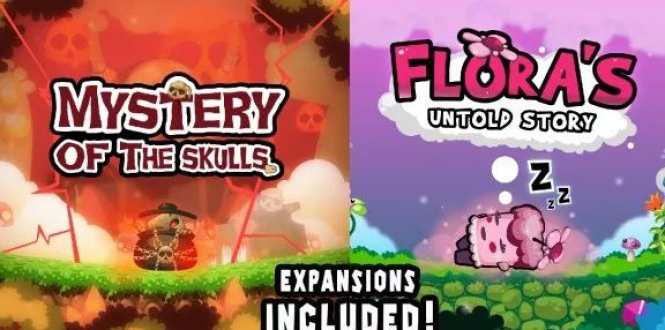 MYSTERY
OF THE SKULLS
FLORA'S
UNTOLD STORY
Z
Z
Z
EXPANSIONS
INCLUDED!